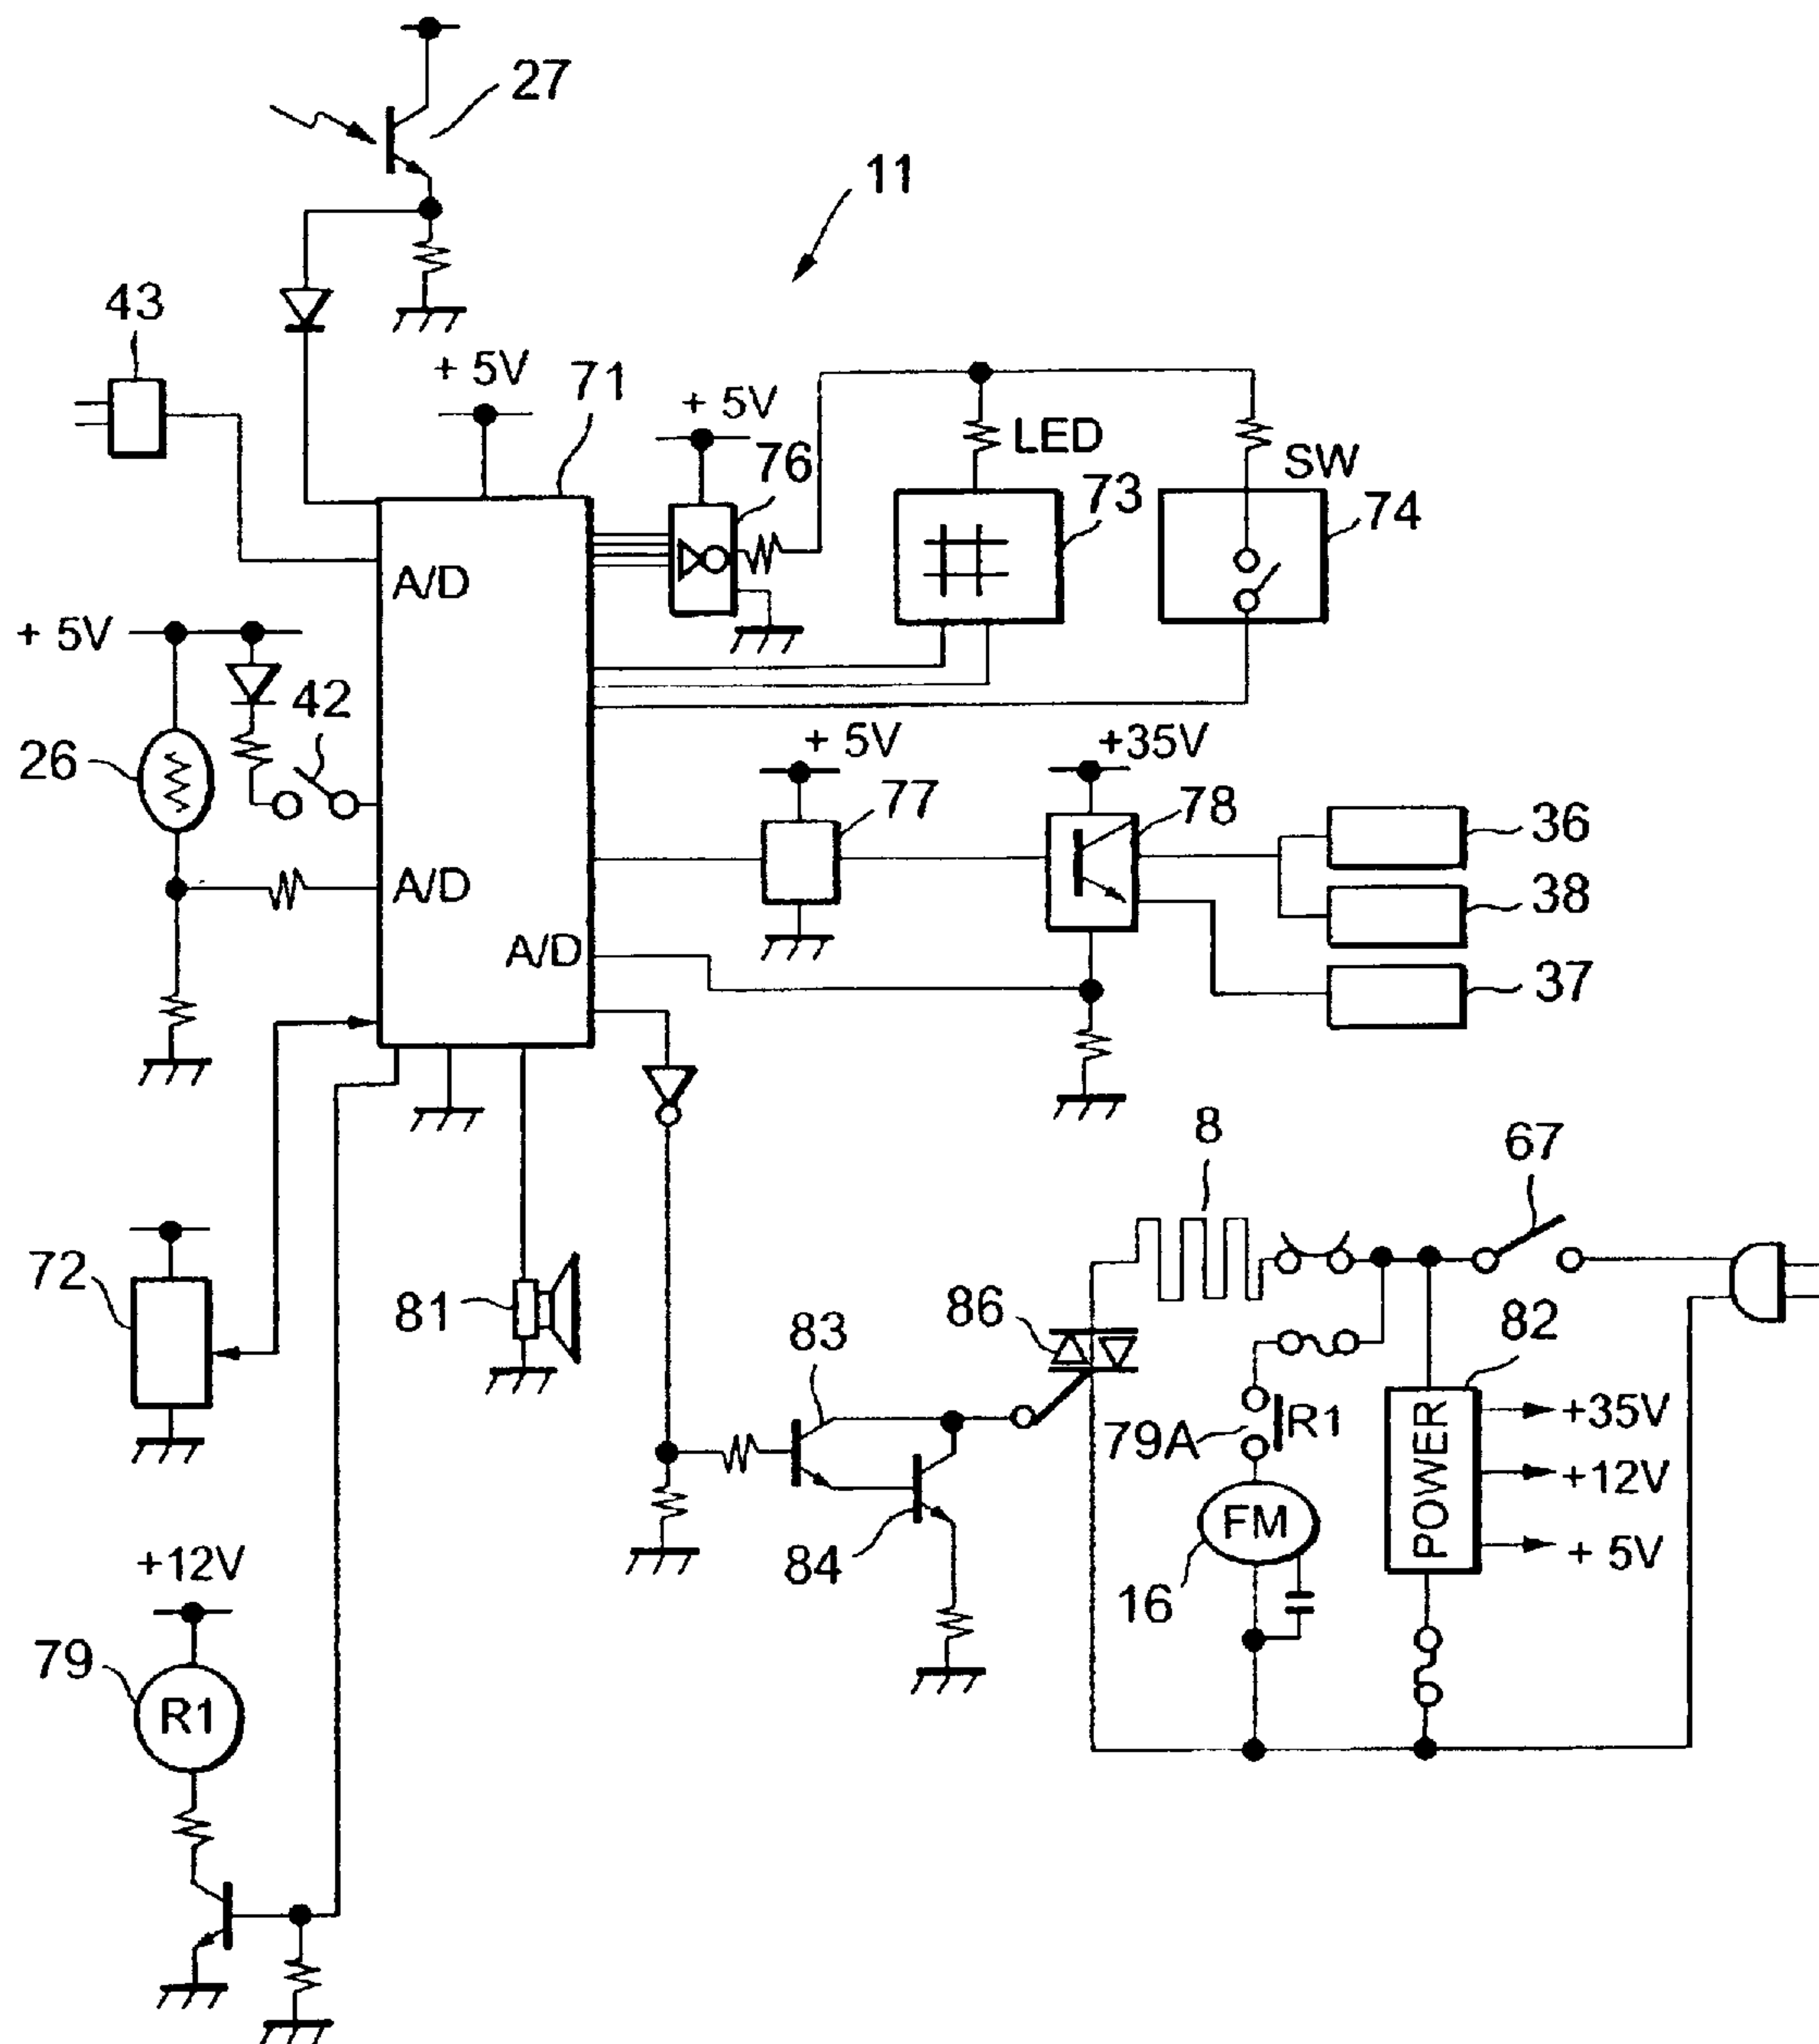 27
11
43
+ 5V
71
+ 5V
76
LED
SW
73
74
A/D
+ 5V
42
26
+ 5V
77
+35V
78
36
38
37
A/D
A/D
8
67
72
81
86
83
82
79A
R1
+35V
+12V
+ 5V
POWER
FM
84
16
+12V
79
R1